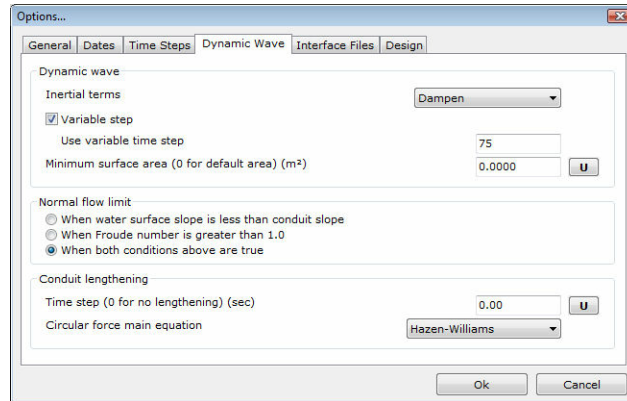 Options...
General Dates Time Steps Dynamic Wave Interface Files Design
Dynamic wave
Inertial terms Dampen
Variable step
Use variable time step 75
Minimum surface area (0 for default area) (m²) 0.0000 U
Normal flow limit
When water surface slope is less than conduit slope
When Froude number is greater than 1.0
When both conditions above are true
Conduit lengthening
Time step (0 for no lengthening) (sec) 0.00 U
Circular force main equation Hazen-Williams
Ok Cancel